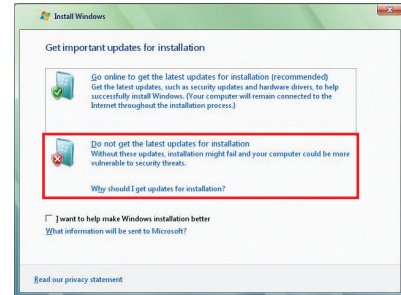 Install Windows
Get important updates for installation
Go online to get the latest updates for installation (recommended)
Get the latest updates, such as security updates and hardware drivers, to help
successfully install Windows. (Your computer will remain connected to the
Internet throughout the installation process.)
Do not get the latest updates for installation
Without these updates, installation might fail and your computer could be more
vulnerable to security threats.
Why should I get updates for installation?
I want to help make Windows installation better
What information will be sent to Microsoft?
Read our privacy statement